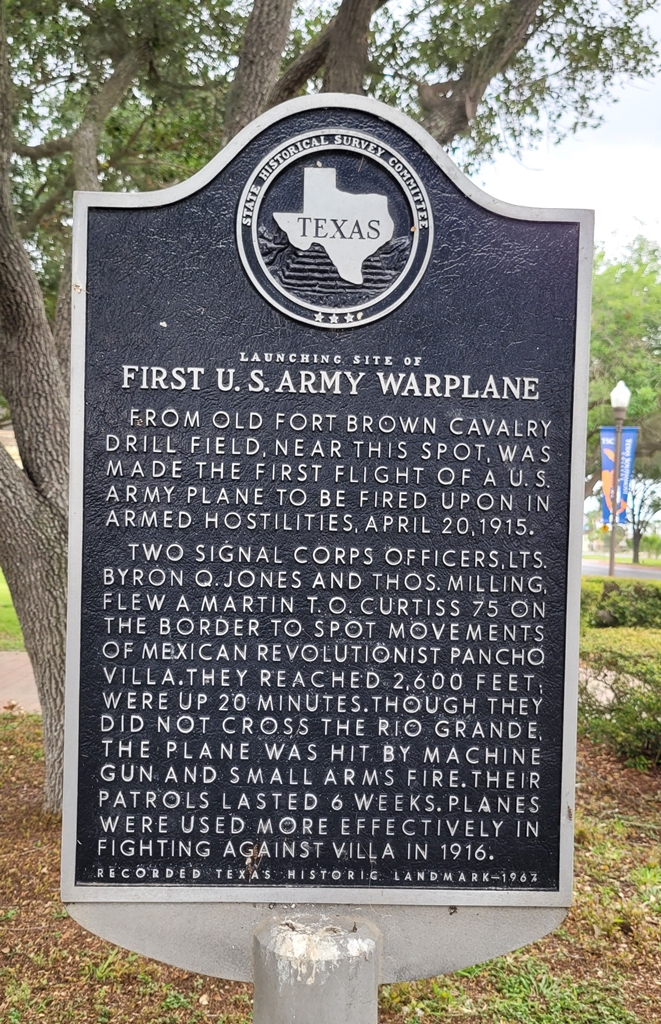 STATE HISTORICAL SURVEY COMMITTEE
TEXAS
LAUNCHING SITE OF
FIRST U.S. ARMY WARPLANE
FROM OLD FORT BROWN CAVALRY
DRILL FIELD, NEAR THIS SPOT, WAS
MADE THE FIRST FLIGHT OF A U.S.
ARMY PLANE TO BE FIRED UPON IN
ARMED HOSTILITIES, APRIL 20, 1915.
TWO SIGNAL CORPS OFFICERS, LTS.
BYRON Q. JONES AND THOS. MILLING,
FLEW A MARTIN T.O. CURTISS 75 ON
THE BORDER TO SPOT MOVEMENTS
OF MEXICAN REVOLUTIONIST PANCHO
VILLA. THEY REACHED 2,600 FEET;
WERE UP 20 MINUTES. THOUGH THEY
DID NOT CROSS THE RIO GRANDE,
THE PLANE WAS HIT BY MACHINE
GUN AND SMALL ARMS FIRE. THEIR
PATROLS LASTED 6 WEEKS. PLANES
WERE USED MORE EFFECTIVELY IN
FIGHTING AGAINST VILLA IN 1916.
RECORDED TEXAS HISTORIC LANDMARK—1967
TSC